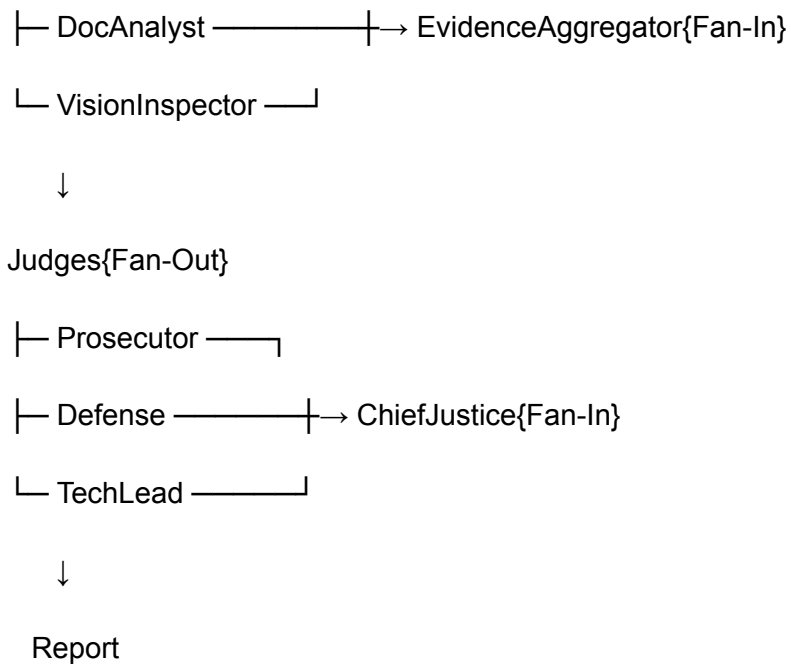 ├─ DocAnalyst ──────┼→ EvidenceAggregator{Fan-In}
└─ VisionInspector ──┘
↓
Judges{Fan-Out}
├─ Prosecutor ───┐
├─ Defense ─────┼→ ChiefJustice{Fan-In}
└─ TechLead ─────┘
↓
Report